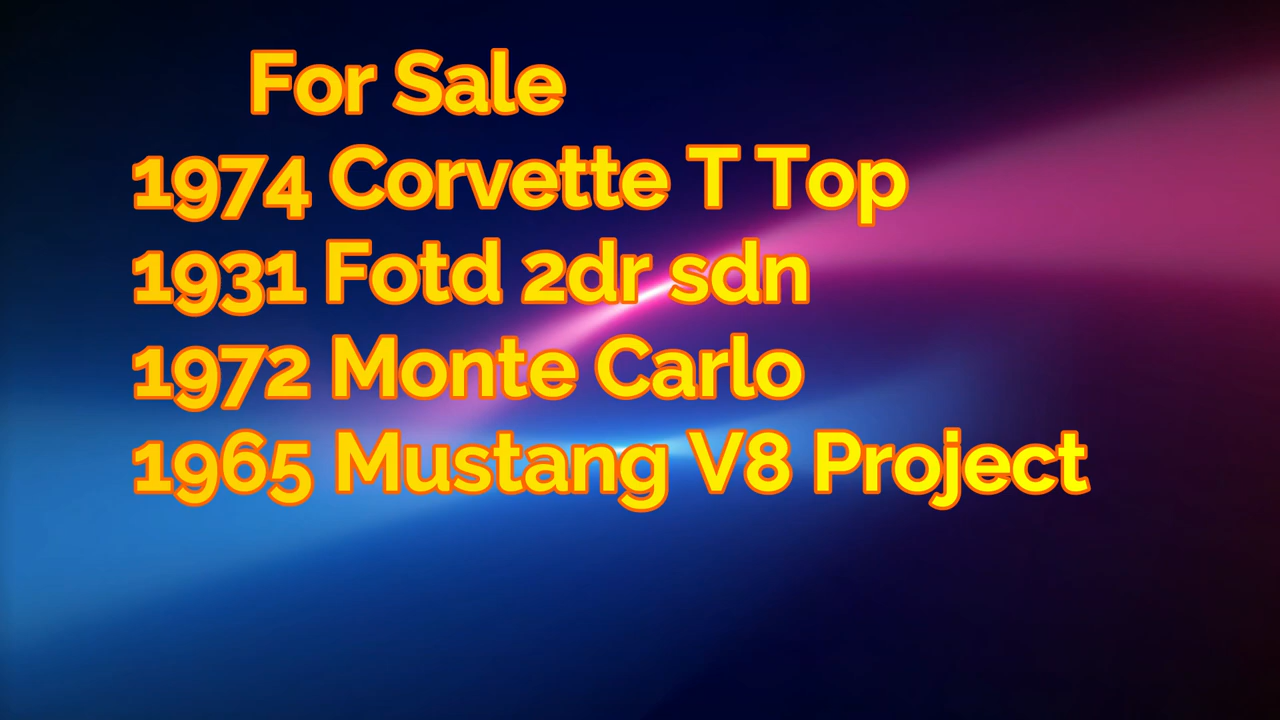 For Sale
1974 Corvette T Top
1931 Fotd 2dr sdn
1972 Monte Carlo
1965 Mustang V8 Project